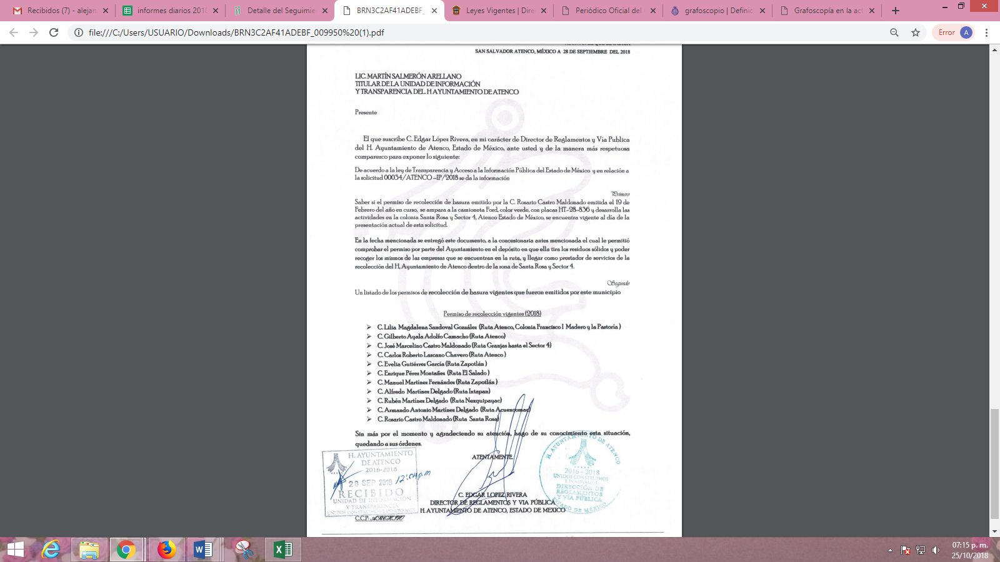 Recibidos (7) - alejan
informes diarios 2018
Detalle del Seguimie
BRN3C2AF41ADEBF_
Leyes Vigentes | Dire
Periódico Oficial del
grafoscopio | Definic
Grafoscopía en la act
file:///C:/Users/USUARIO/Downloads/BRN3C2AF41ADEBF_009950%20(1).pdf
Error A
SAN SALVADOR ATENCO, MÉXICO A 28 DE SEPTIEMBRE DEL 2018
LIC. MARTÍN SALMERÓN ARELLANO
TITULAR DE LA UNIDAD DE INFORMACIÓN
Y TRANSPARENCIA DEL H AYUNTAMIENTO DE ATENCO
Presente
El que suscribe C. Edgar López Rivera, en mi carácter de Director de Reglamentos y Vía Publica
del H. Ayuntamiento de Atenco, Estado de México, ante usted y de la manera más respetuosa
comparezco para exponer lo siguiente:
De acuerdo a la ley de Transparencia y Acceso a la Información Pública del Estado de México y en relación a
la solicitud 00034/ATENCO –IP/2018 se da la información
Primero
Saber si el permiso de recolección de basura emitido por la C. Rosario Castro Maldonado emitida el 19 de
Febrero del año en curso, se ampara a la camioneta Ford, color verde, con placas HT-28-836 y desarrolla las
actividades en la colonia Santa Rosa y Sector 4, Atenco Estado de México, se encuentra vigente al día de la
presentación actual de esta solicitud.
En la fecha mencionada se entregó este documento, a la concesionaria antes mencionada el cual le permitió
comprobar el permiso por parte del Ayuntamiento en el depósito en que ella tira los residuos sólidos y poder
recoger los mismos de las empresas que se encuentran en la ruta, y llegar como prestador de servicios de la
recolección del H, Ayuntamiento de Atenco dentro de la zona de Santa Rosa y Sector 4.
Segundo
Un listado de los permisos de recolección de basura vigentes que fueron emitidos por este municipio
Permiso de recolección vigentes (2018)
➢ C. Lilia Magdalena Sandoval González (Ruta Atenco, Colonia Francisco I Madero y la Pastoría )
➢ C. Gilberto Ayala Adolfo Camacho (Ruta Atenco)
➢ C. José Marcelino Castro Maldonado (Ruta Granjas hasta el Sector 4)
➢ C. Carlos Roberto Lazcano Chavero (Ruta Atenco )
➢ C. Evelia Gutiérrez García (Ruta Zapotlán )
➢ C. Enrique Pérez Montañez (Ruta El Salado )
➢ C. Manuel Martínez Fernández (Ruta Zapotlán )
➢ C. Alfredo Martínez Delgado (Ruta Ixtapan)
➢ C. Rubén Martínez Delgado (Ruta Nexquipayac)
➢ C. Armando Antonio Martínez Delgado (Ruta Acuexcomac)
➢ C. Rosario Castro Maldonado (Ruta Santa Rosa)
Sin más por el momento y agradeciendo su atención, hago de su conocimiento esta situación,
quedando a sus órdenes.
ATENTAMENTE
H. AYUNTAMIENTO
DE ATENCO
2016-2018
28 SEP 2018 12:04 p.m
RECIBIDO
UNIDAD DE INFORMACIÓN
Y TRANSPARENCIA
UNIDOS CONSTRUIMOS E INNOVAMOS
H. AYUNTAMIENTO DE ATENCO
2016 - 2018
UNIDOS CONSTRUIMOS
E INNOVAMOS
DIRECCIÓN DE
REGLAMENTOS
Y VÍA PÚBLICA
ESTADO DE MÉXICO
C. EDGAR LOPEZ RIVERA
DIRECTOR DE REGLAMENTOS Y VIA PÚBLICA
H. AYUNTAMIENTO DE ATENCO, ESTADO DE MEXICO
C.C.P. ARCHIVO
07:15 p. m.
25/10/2018